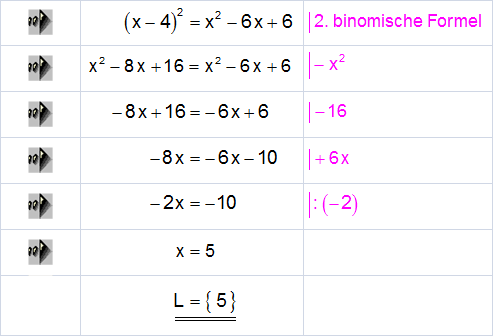 (x − 4)² = x² − 6x + 6 | 2. binomische Formel
x² − 8x + 16 = x² − 6x + 6 | − x²
− 8x + 16 = − 6x + 6 | − 16
− 8x = − 6x − 10 | + 6x
− 2x = − 10 | : (− 2)
x = 5
L = { 5 }